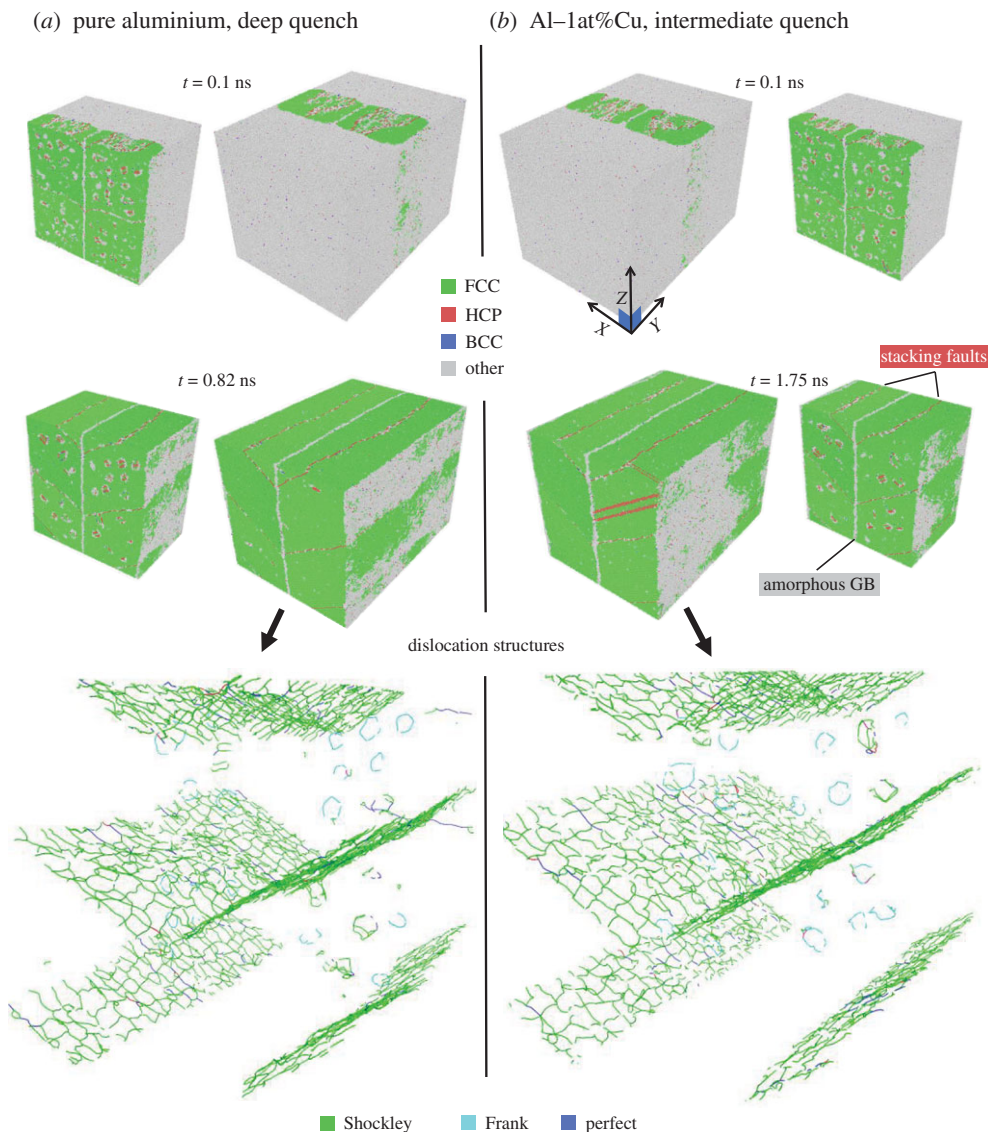 (a) pure aluminium, deep quench
(b) Al–1at%Cu, intermediate quench
t = 0.1 ns
t = 0.1 ns
FCC
HCP
BCC
other
Z
X
Y
stacking faults
t = 0.82 ns
t = 1.75 ns
amorphous GB
dislocation structures
Shockley
Frank
perfect